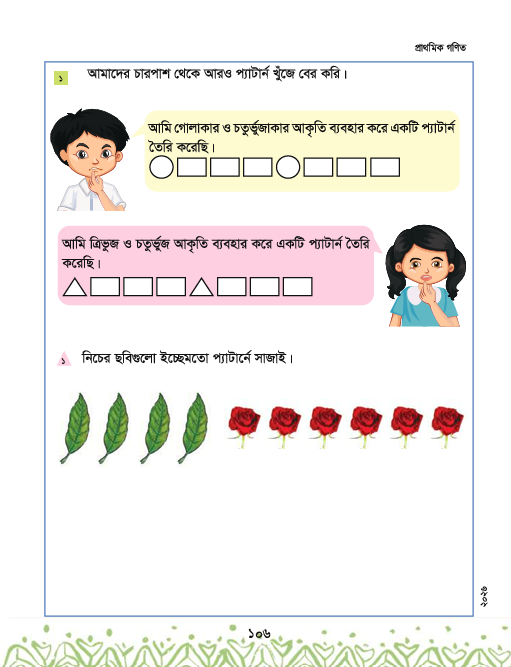 প্রাথমিক গণিত
১ আমাদের চারপাশ থেকে আরও প্যাটার্ন খুঁজে বের করি।
আমি গোলাকার ও চতুর্ভুজাকার আকৃতি ব্যবহার করে একটি প্যাটার্ন
তৈরি করেছি।
আমি ত্রিভুজ ও চতুর্ভুজ আকৃতি ব্যবহার করে একটি প্যাটার্ন তৈরি
করেছি।
১ নিচের ছবিগুলো ইচ্ছেমতো প্যাটার্নে সাজাই।
২০২৬
১০৬